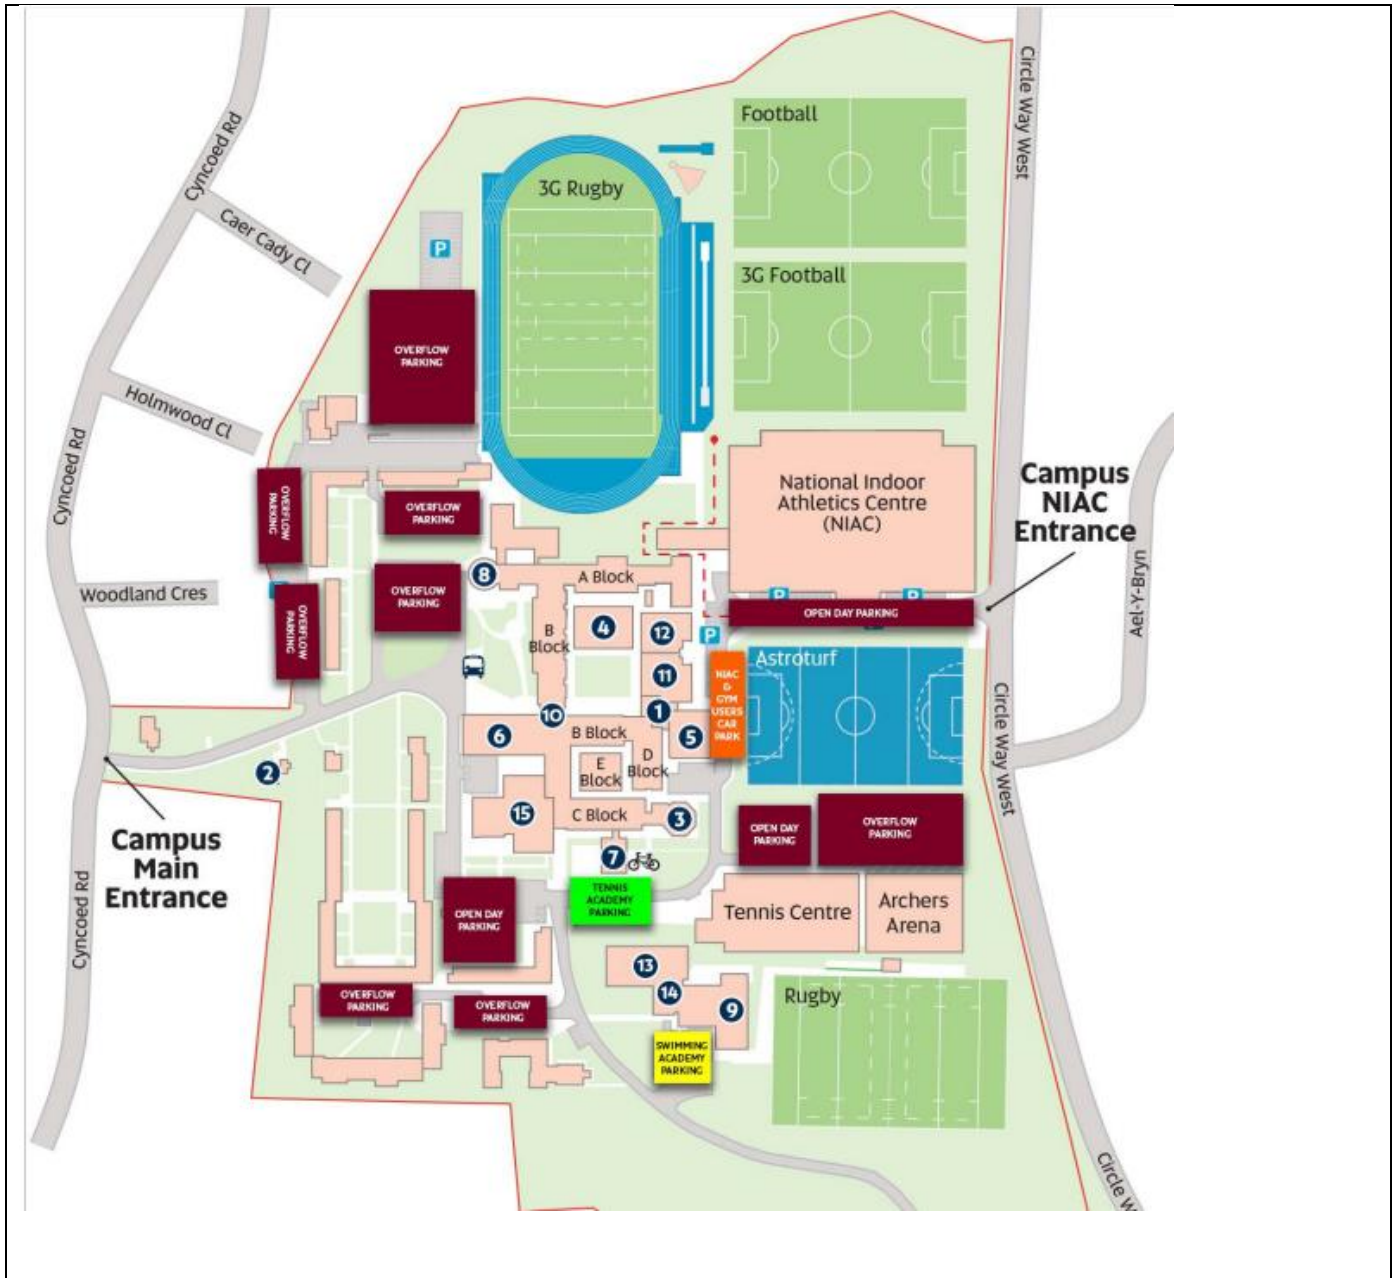 Football
3G Rugby
3G Football
Cyncoed Rd
Caer Cady Cl
Circle Way West
P
OVERFLOW
PARKING
Holmwood Cl
Cyncoed Rd
National Indoor
Athletics Centre
(NIAC)
Campus
NIAC
Entrance
OVERFLOW
PARKING
OVERFLOW
PARKING
Woodland Cres
OVERFLOW
PARKING
OVERFLOW
PARKING
8
A Block
P
P
OPEN DAY PARKING
Ael-Y-Bryn
4
12
P
B
Block
11
Astroturf
NIAC
&
GYM
USERS
CAR
PARK
Circle Way West
10
1
6
B Block
5
E
Block
D
Block
2
15
C Block
3
Campus
Main
Entrance
OPEN DAY
PARKING
OVERFLOW
PARKING
7
TENNIS
ACADEMY
PARKING
Cyncoed Rd
OPEN DAY
PARKING
Tennis Centre
Archers
Arena
13
14
9
Rugby
OVERFLOW
PARKING
OVERFLOW
PARKING
SWIMMING
ACADEMY
PARKING
Circle W